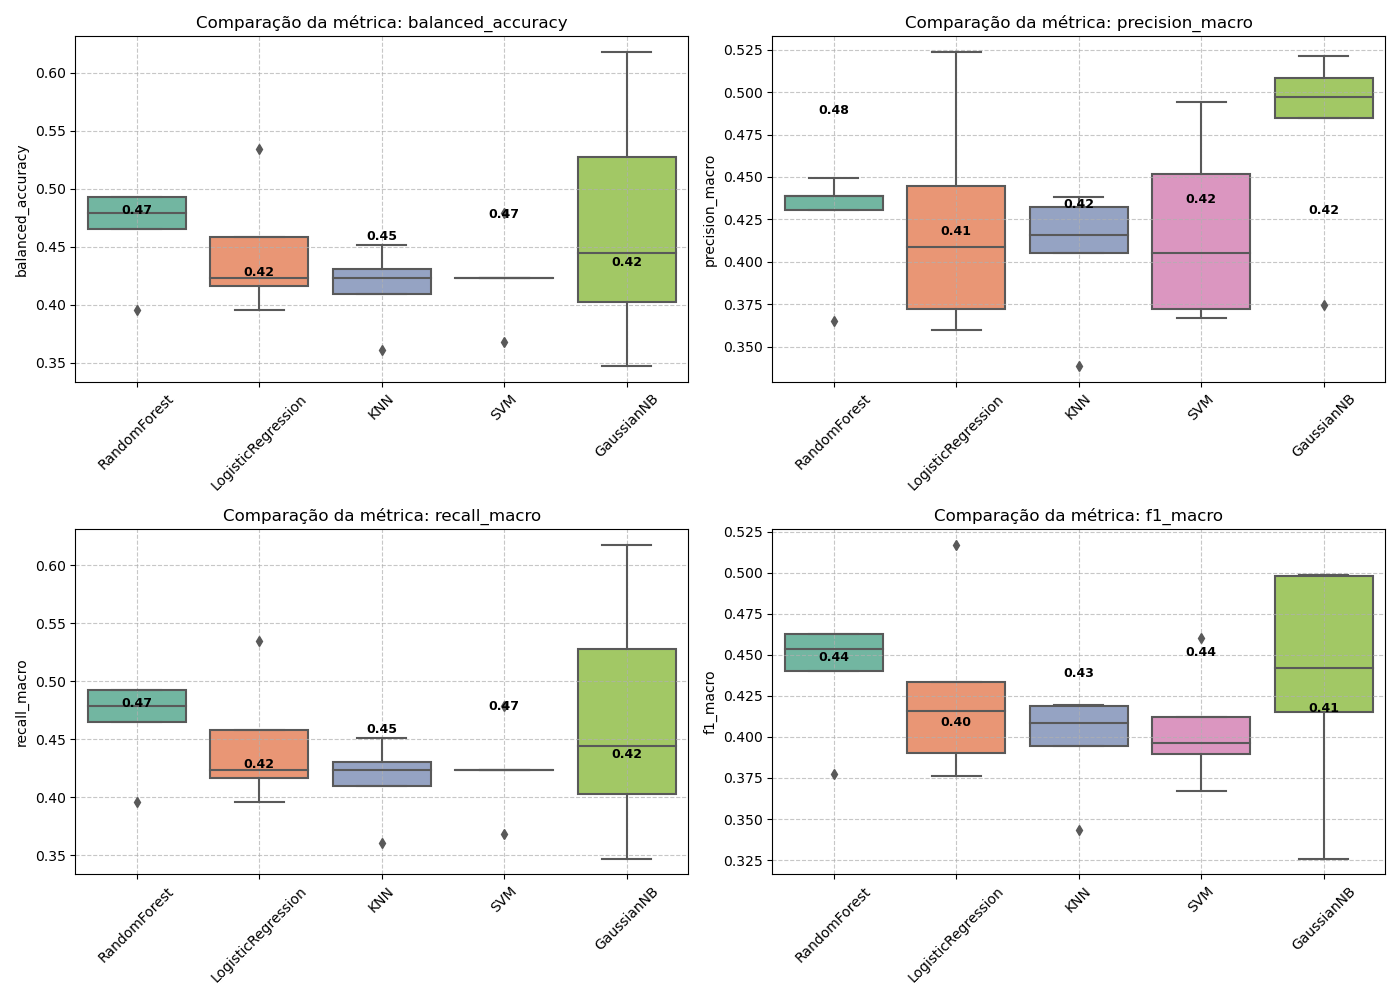 Comparação da métrica: balanced_accuracy
balanced_accuracy
0.60
0.55
0.50
0.45
0.40
0.35
0.47
0.42
0.45
0.47
0.42
RandomForest
LogisticRegression
KNN
SVM
GaussianNB
Comparação da métrica: precision_macro
precision_macro
0.525
0.500
0.475
0.450
0.425
0.400
0.375
0.350
0.48
0.41
0.42
0.42
0.42
RandomForest
LogisticRegression
KNN
SVM
GaussianNB
Comparação da métrica: recall_macro
recall_macro
0.60
0.55
0.50
0.45
0.40
0.35
0.47
0.42
0.45
0.47
0.42
RandomForest
LogisticRegression
KNN
SVM
GaussianNB
Comparação da métrica: f1_macro
f1_macro
0.525
0.500
0.475
0.450
0.425
0.400
0.375
0.350
0.325
0.44
0.40
0.43
0.44
0.41
RandomForest
LogisticRegression
KNN
SVM
GaussianNB